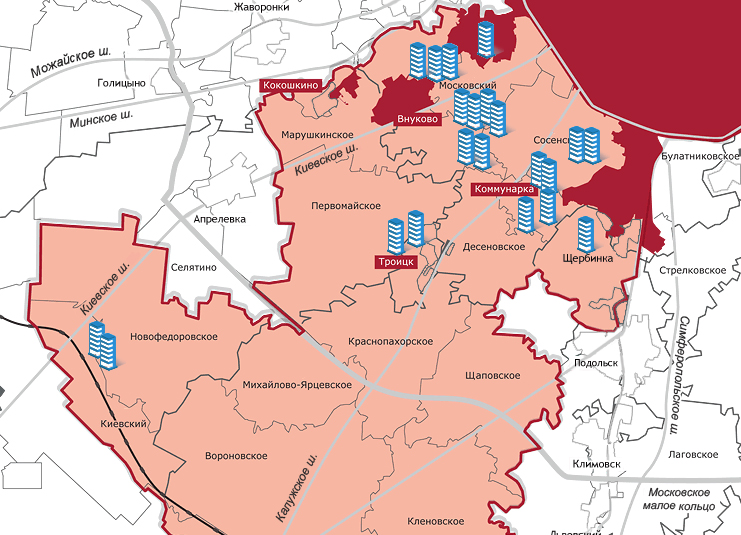 Жаворонки
Можайское ш.
Голицыно
Кокошкино
Московский
Минское ш.
Внуково
Марушкинское
Киевское ш.
Булатниковское
Коммунарка
Первомайское
Апрелевка
Десеновское
Троицк
Щербинка
Селятино
Стрелковское
Киевское ш.
Новофедоровское
Краснопахорское
Симферопольское ш.
Подольск
Щаповское
Михайлово-Ярцевское
Киевский
Вороновское
Лаговское
Климовск
Калужское ш.
Московское
малое кольцо
Кленовское